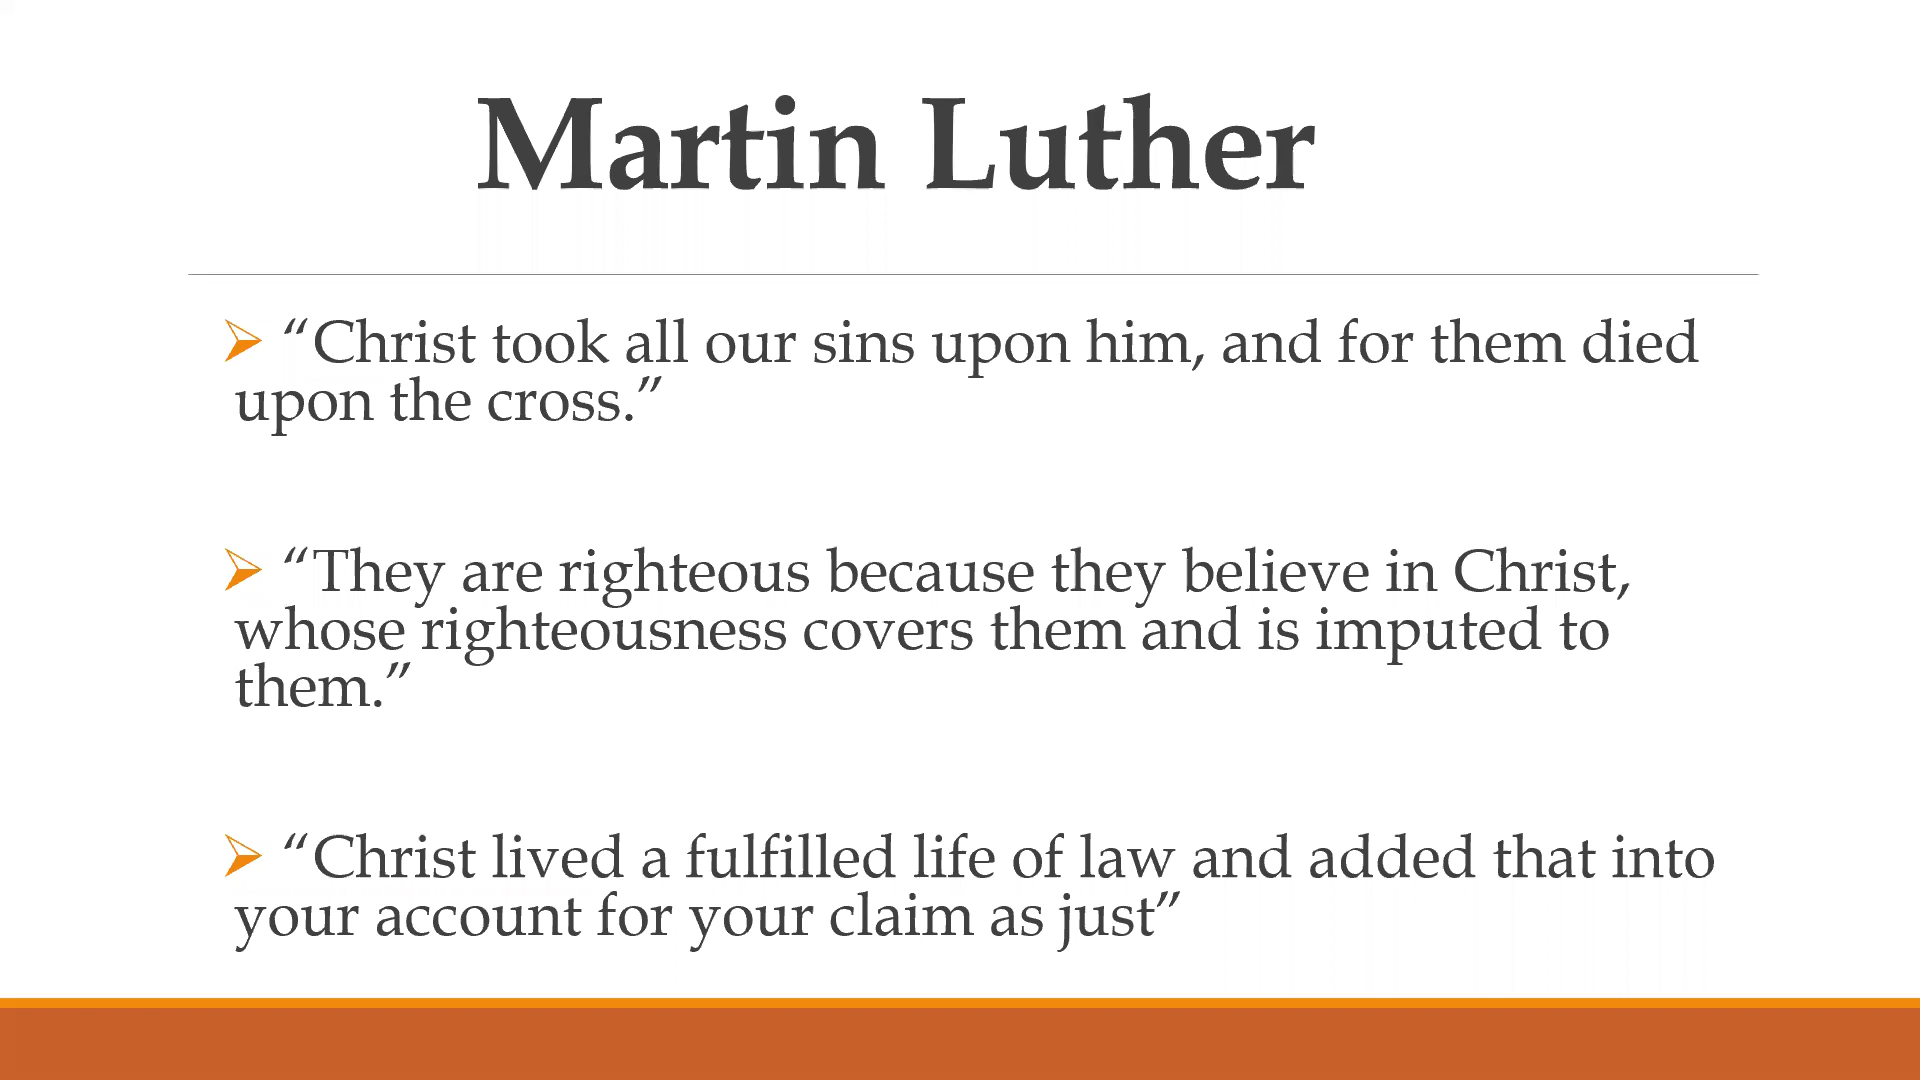 Martin Luther
“Christ took all our sins upon him, and for them died
upon the cross.”
“They are righteous because they believe in Christ,
whose righteousness covers them and is imputed to
them.”
“Christ lived a fulfilled life of law and added that into
your account for your claim as just”